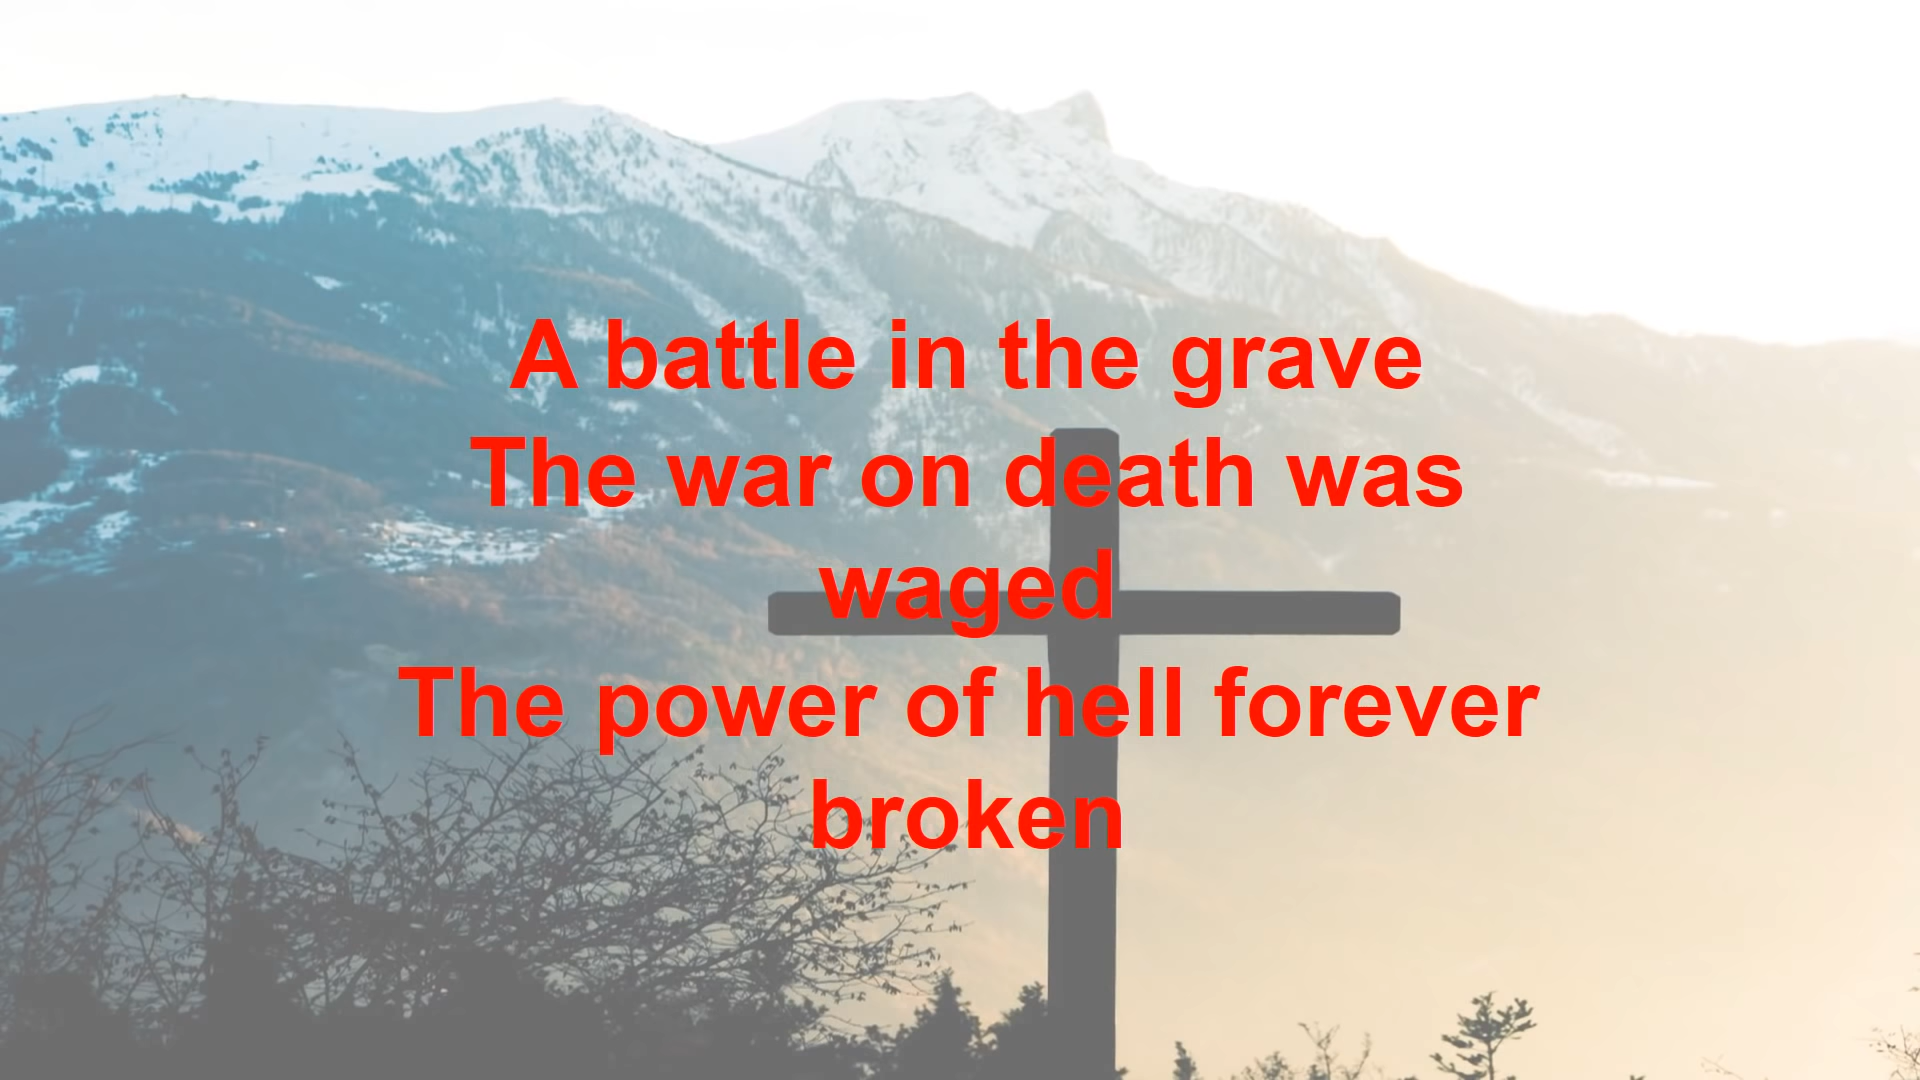 A battle in the grave
The war on death was
waged
The power of hell forever
broken